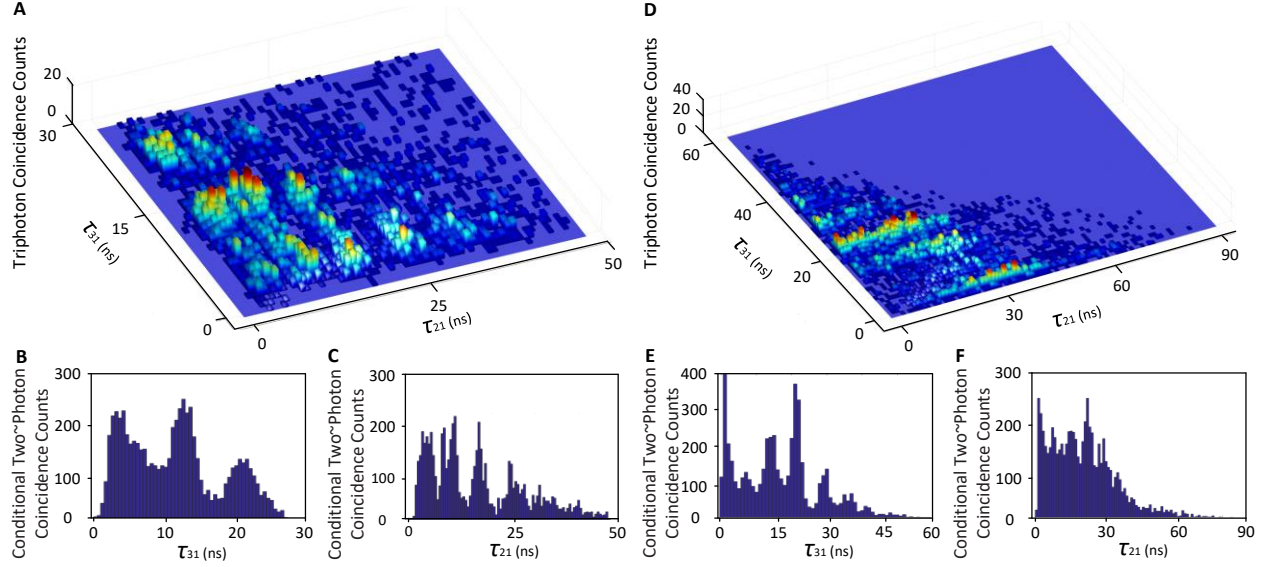 A
Triphoton Coincidence Counts
20
0
30
15
0
τ31 (ns)
0
25
50
τ21 (ns)
D
Triphoton Coincidence Counts
40
20
0
60
40
20
0
τ31 (ns)
0
30
60
90
τ21 (ns)
B
Conditional Two~Photon
Coincidence Counts
300
200
100
0
0
10
20
30
τ31 (ns)
C
Conditional Two~Photon
Coincidence Counts
300
200
100
0
0
25
50
τ21 (ns)
E
Conditional Two~Photon
Coincidence Counts
400
300
200
100
0
0
15
30
45
60
τ31 (ns)
F
Conditional Two~Photon
Coincidence Counts
300
200
100
0
0
30
60
90
τ21 (ns)